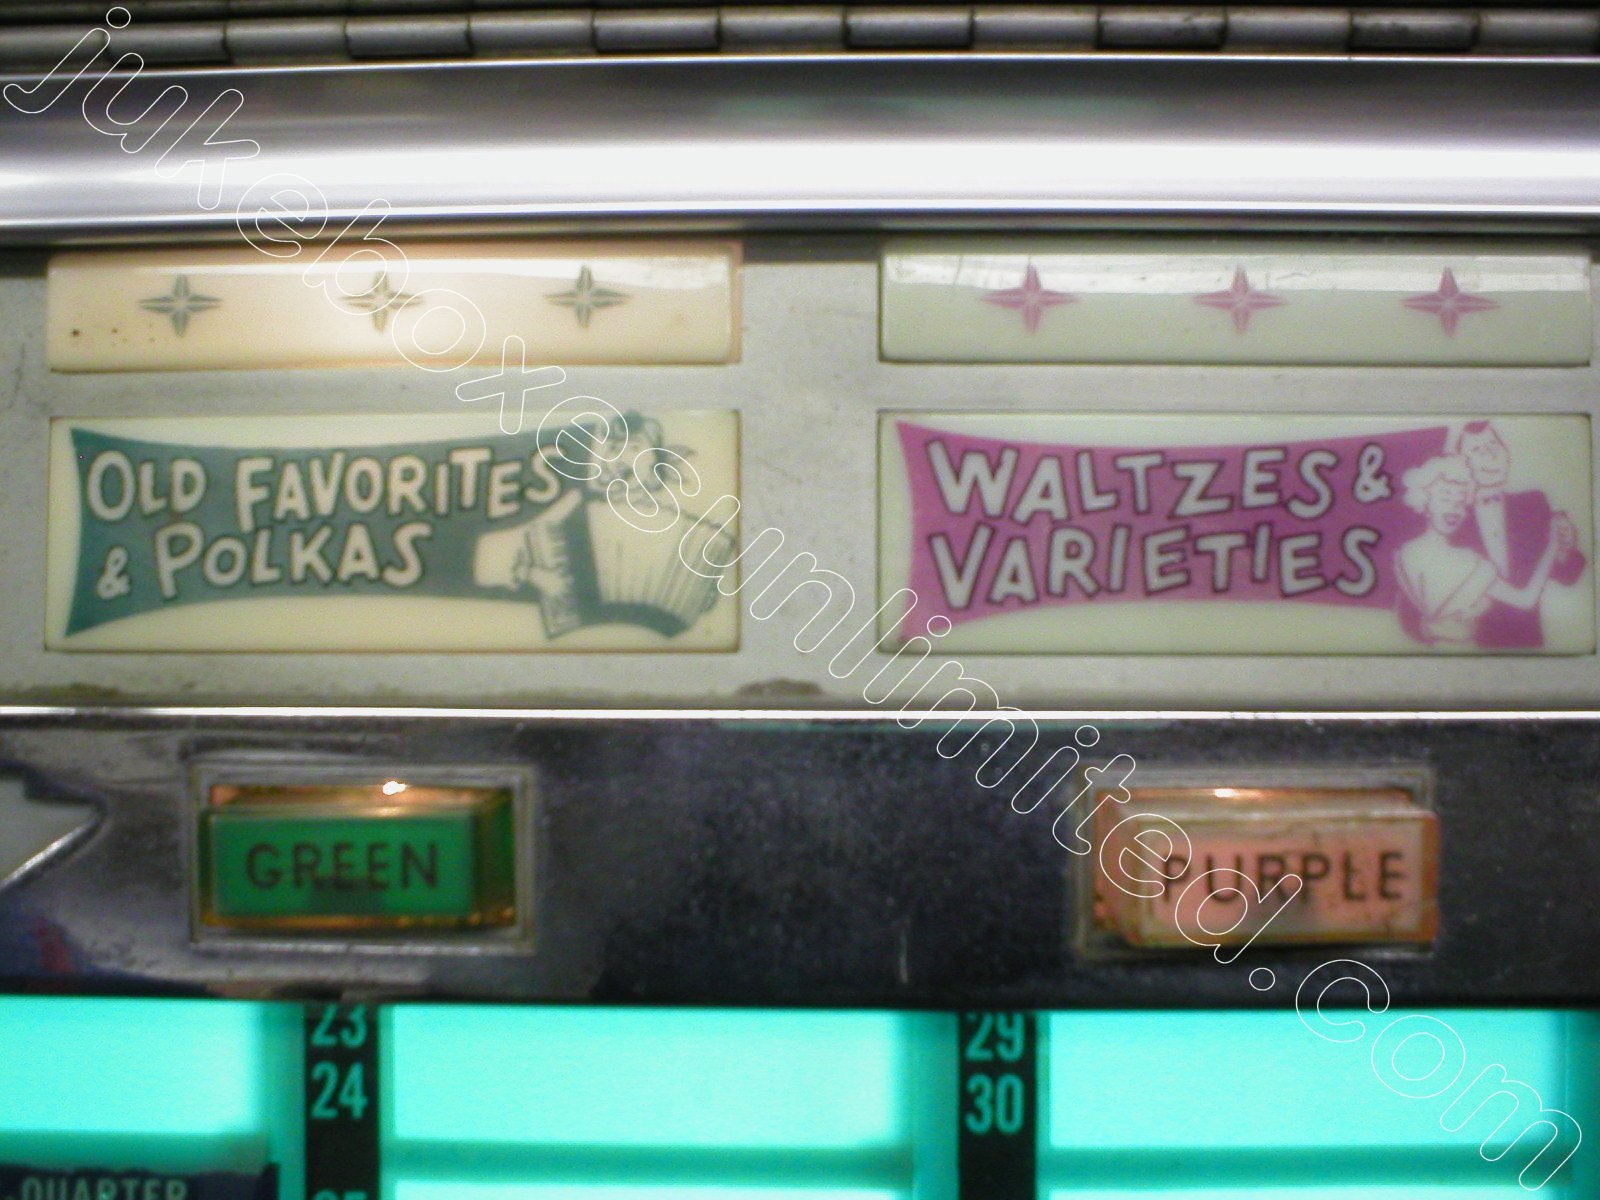 OLD FAVORITES
& POLKAS
WALTZES &
VARIETIES
GREEN
PURPLE
23
24
29
30
QUARTER
jukeboxesunlimited.com